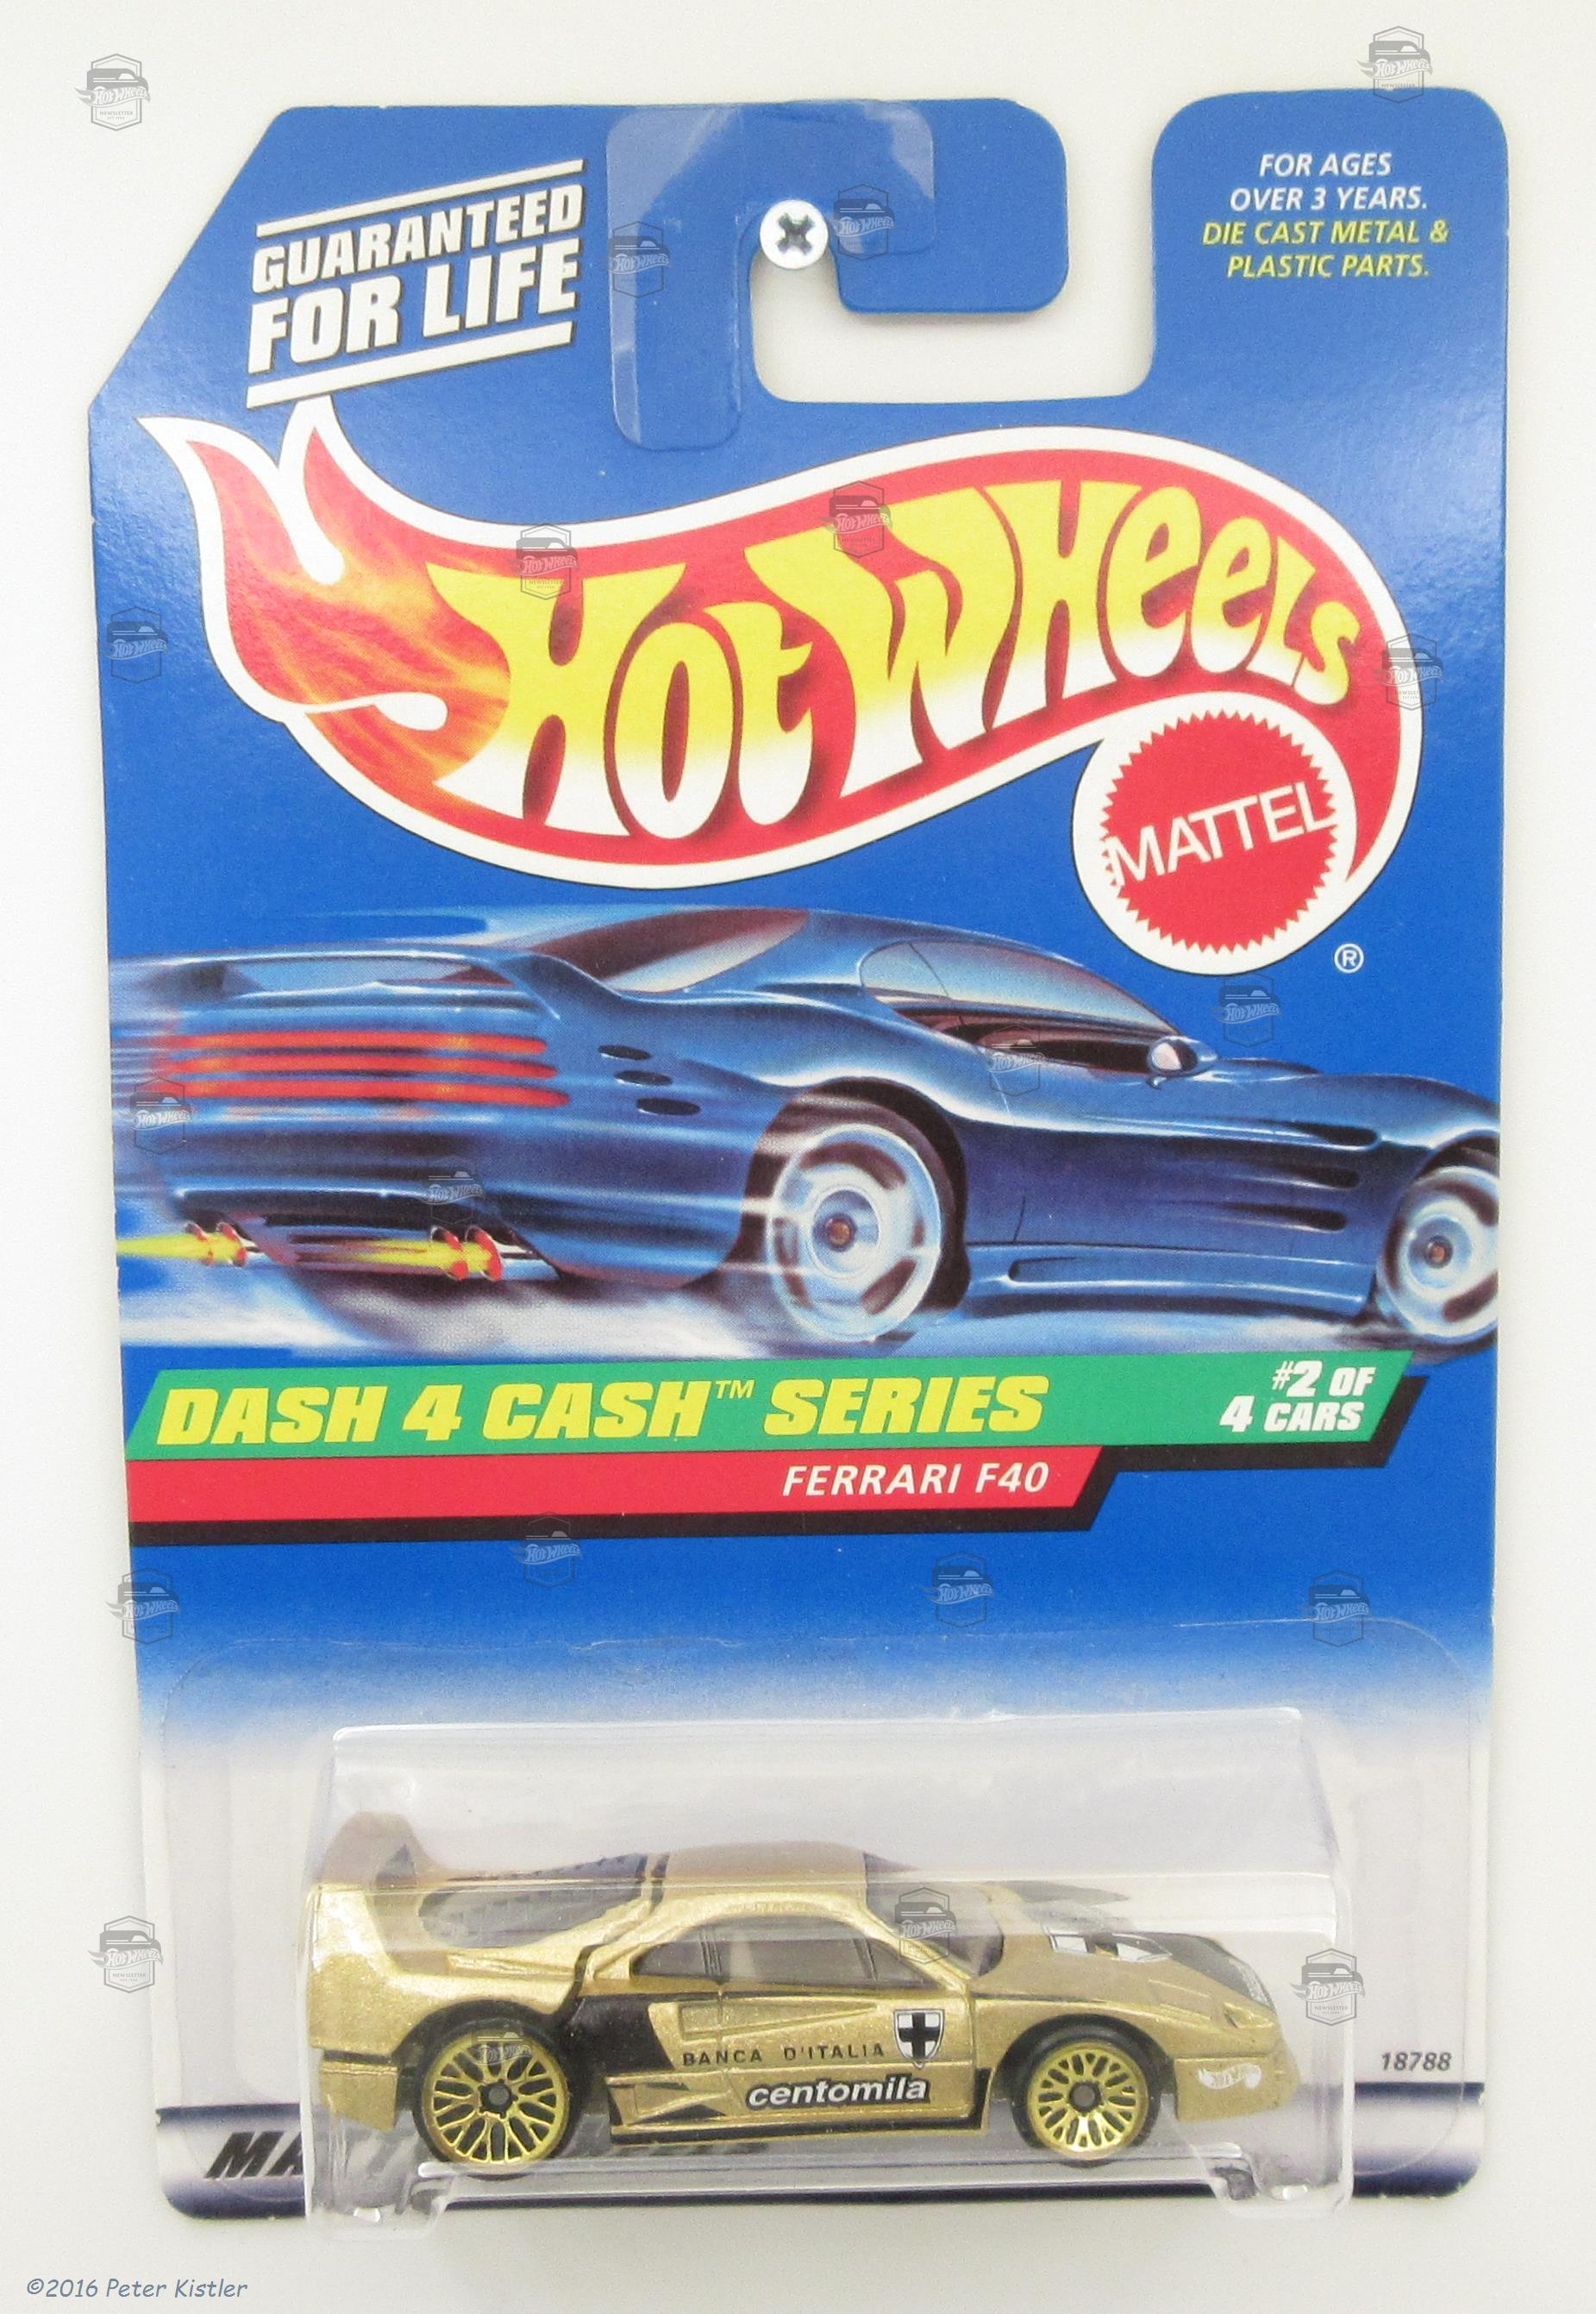 GUARANTEED
FOR LIFE
FOR AGES
OVER 3 YEARS.
DIE CAST METAL &
PLASTIC PARTS.
HOT WHEELS
MATTEL
®
DASH 4 CASH™ SERIES
#2 OF
4 CARS
FERRARI F40
BANCA D'ITALIA
centomila
18788
©2016 Peter Kistler